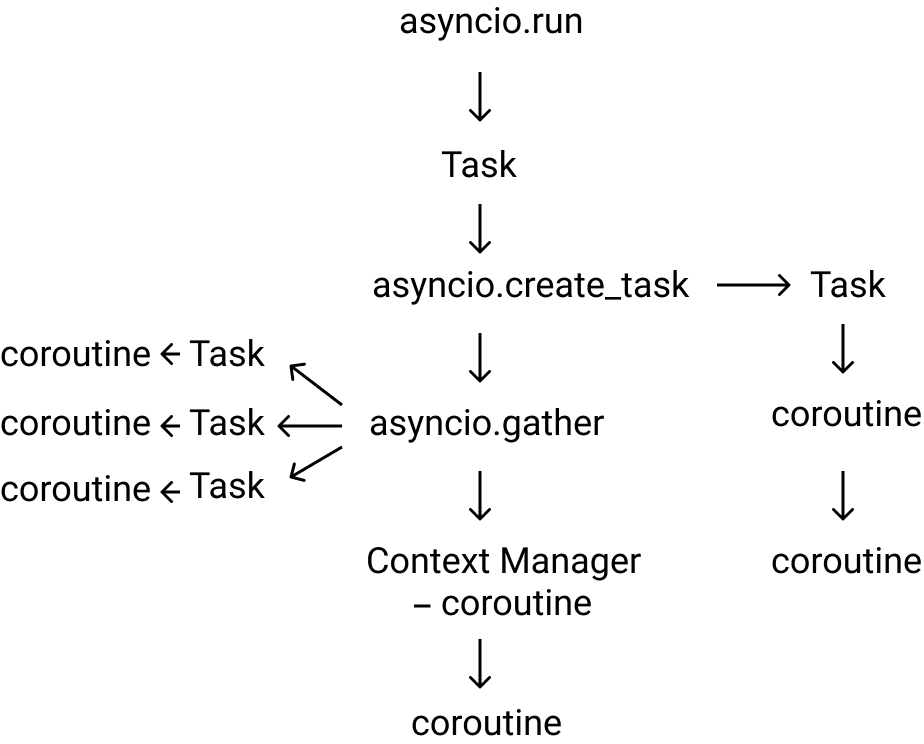 asyncio.run
Task
asyncio.create_task
Task
coroutine
Task
coroutine
Task
asyncio.gather
coroutine
coroutine
Task
Context Manager
– coroutine
coroutine
coroutine